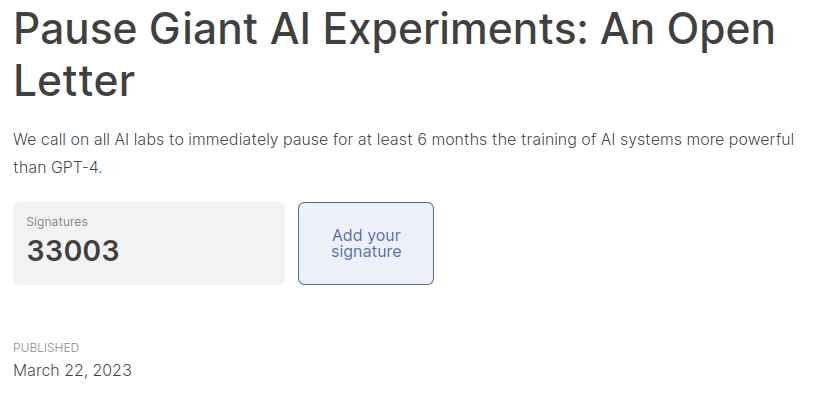 Pause Giant AI Experiments: An Open
Letter
We call on all AI labs to immediately pause for at least 6 months the training of AI systems more powerful
than GPT-4.
Signatures
33003
Add your
signature
PUBLISHED
March 22, 2023